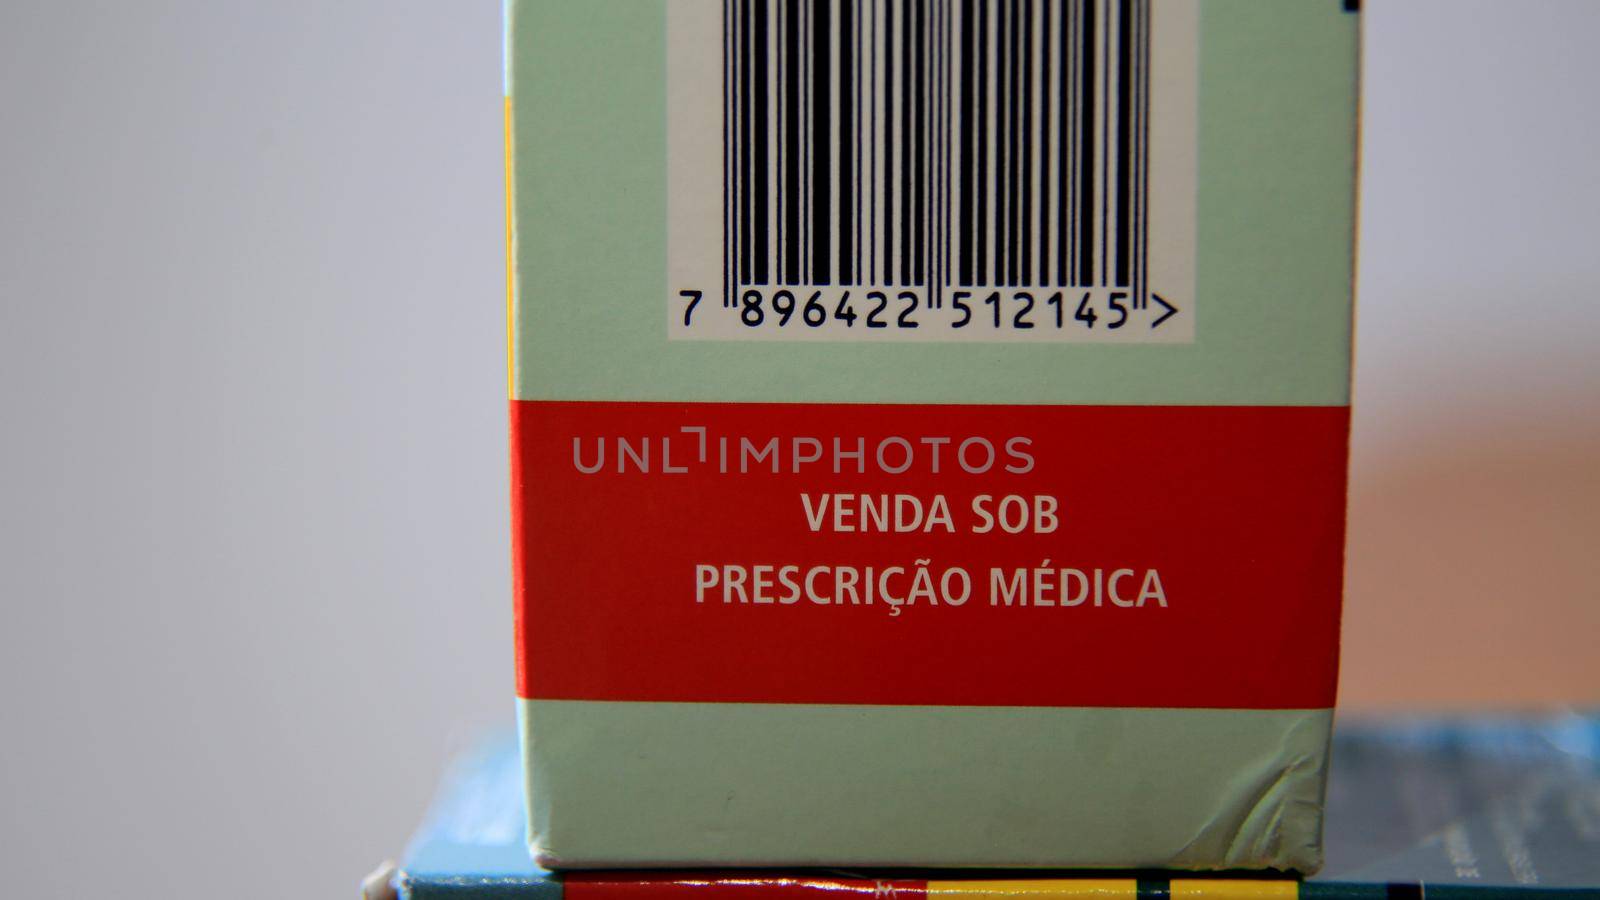 7 896422 512145 >
UNLIMPHOTOS
VENDA SOB
PRESCRIÇÃO MÉDICA